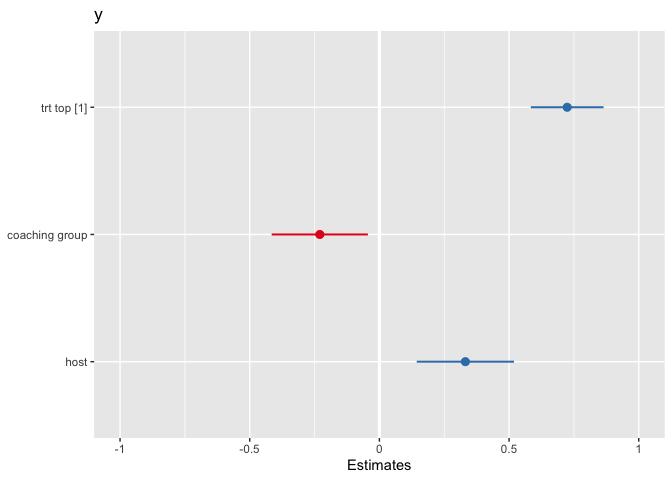 y
trt top [1]
coaching group
host
-1 -0.5 0 0.5 1
Estimates